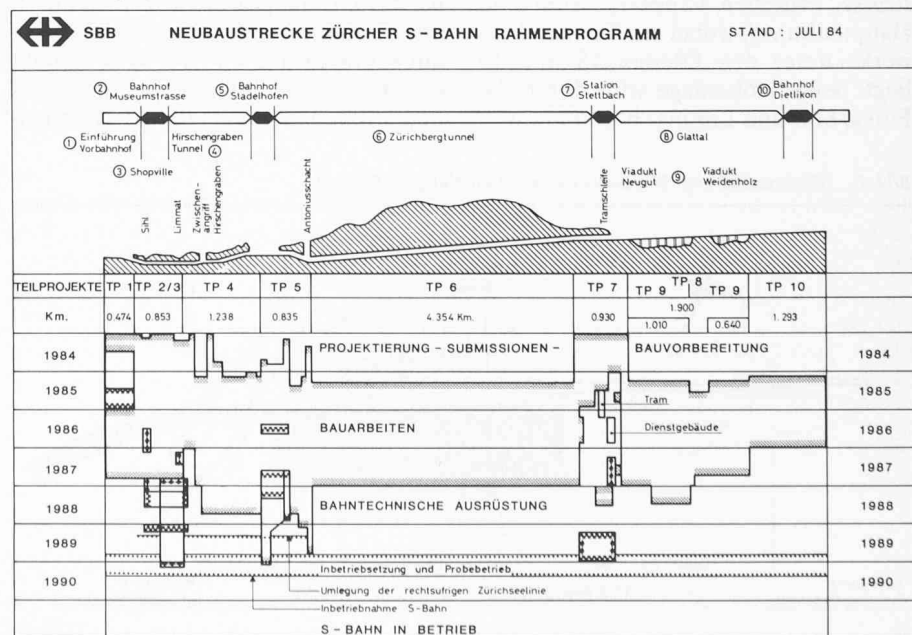 SBB NEUBAUSTRECKE ZÜRCHER S-BAHN RAHMENPROGRAMM STAND: JULI 84
② Bahnhof Museumstrasse
⑤ Bahnhof Stadelhofen
⑦ Station Stettbach
⑩ Bahnhof Dietlikon
① Einführung Vorbahnhof
Hirschengraben Tunnel ④
⑥ Zürichbergtunnel
⑧ Glattal
③ Shopville
Viadukt Neugut
⑨
Viadukt Weidenholz
Sihl
Limmat
Zwischen-
angriff
Hirschengraben
Antoniusschacht
Tramschleife
TEILPROJEKTE TP 1 TP 2/3 TP 4 TP 5 TP 6 TP 7 TP 8 TP 9 TP 9 TP 10
Km. 0.474 0.853 1.238 0.835 4.354 Km. 0.930 1.900 1.010 0.640 1.293
1984 PROJEKTIERUNG - SUBMISSIONEN - BAUVORBEREITUNG 1984
1985 Tram 1985
1986 BAUARBEITEN Dienstgebäude 1986
1987 1987
1988 BAHNTECHNISCHE AUSRÜSTUNG 1988
1989 1989
Inbetriebsetzung und Probebetrieb
1990 1990
Umlegung der rechtsufrigen Zürichseelinie
Inbetriebnahme S-Bahn
S-BAHN IN BETRIEB